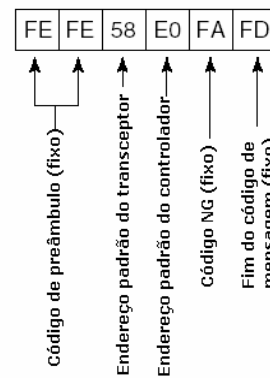 FE FE 58 E0 FA FD
Código de preâmbulo (fixo)
Endereço padrão do transceptor
Endereço padrão do controlador
Código NG (fixo)
Fim do código de
mensagem (fixo)